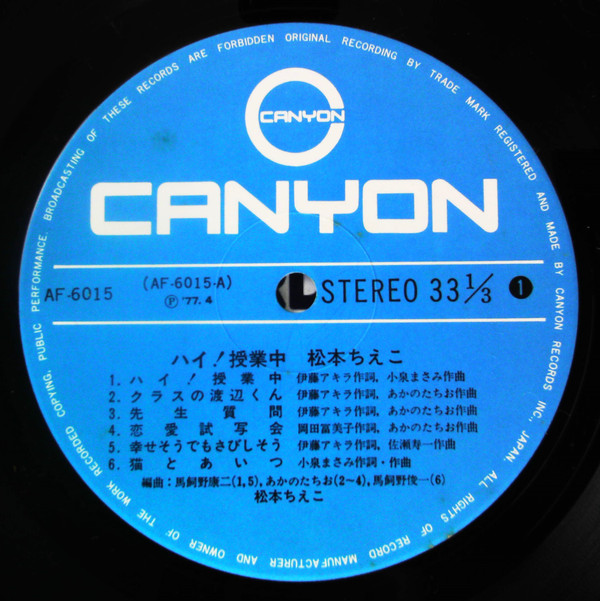 CANYON
CANYON
AF-6015
(AF-6015-A)
Ⓟ '77.4
STEREO 33 1/3
1
ハイ!授業中 松本ちえこ
1. ハイ!授業中 伊藤アキラ作詞, 小泉まさみ作曲
2. クラスの渡辺くん 伊藤アキラ作詞, あかのたちお作曲
3. 先生質問 伊藤アキラ作詞, あかのたちお作曲
4. 恋愛試写会 岡田冨美子作詞, あかのたちお作曲
5. 幸せそうでもさびしそう 伊藤アキラ作詞, 佐瀬寿一作曲
6. 猫とあいつ 小泉まさみ作詞・作曲
編曲:馬飼野康二(1,5),あかのたちお(2~4),馬飼野俊一(6)
松本ちえこ
ORIGINAL RECORDING BY TRADE MARK REGISTERED AND MADE BY CANYON RECORDS INC., JAPAN. ALL RIGHTS OF RECORD MANUFACTURER AND OWNER OF THE WORK RECORDED COPYING, PUBLIC PERFORMANCE, BROADCASTING OF THESE RECORDS ARE FORBIDDEN